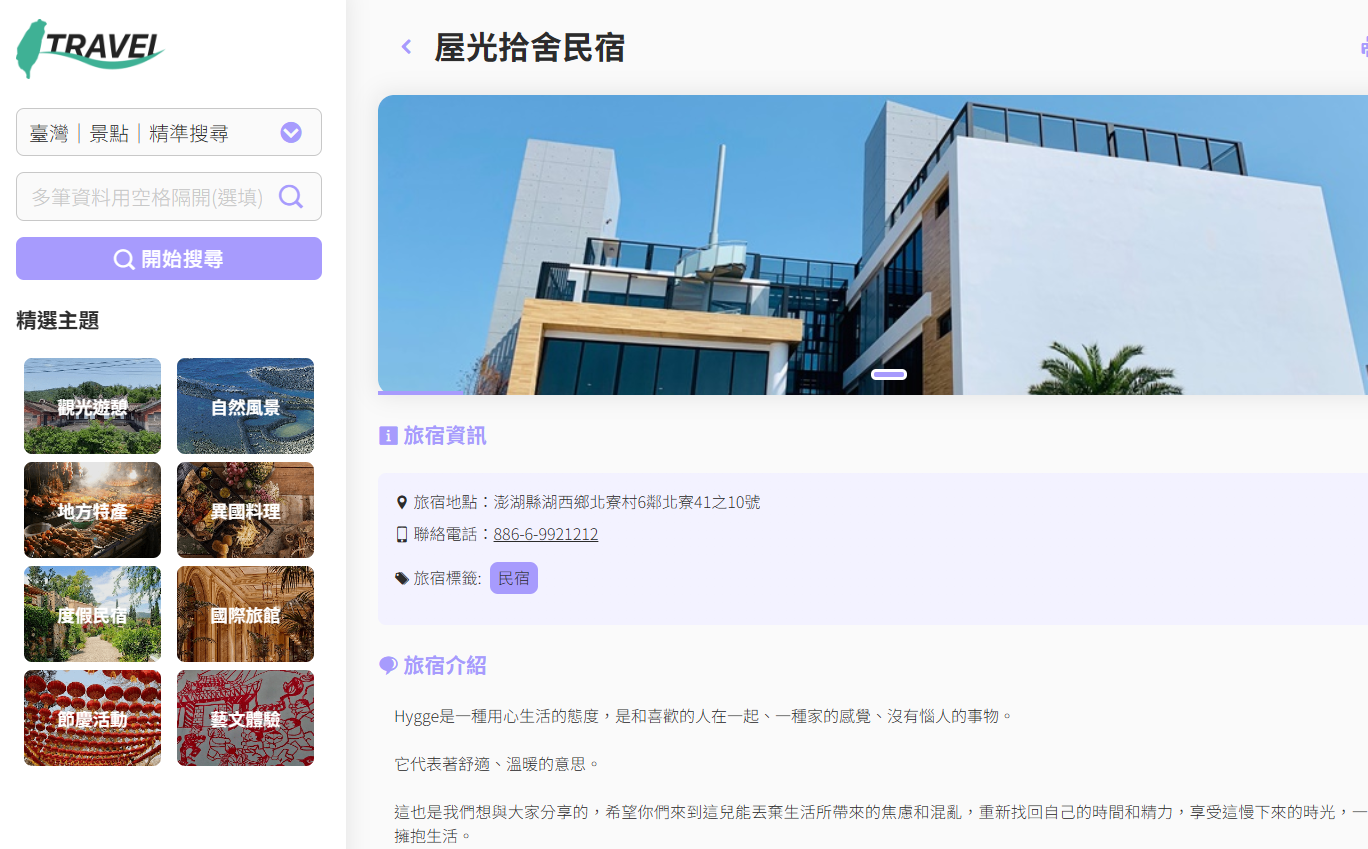 TRAVEL
臺灣｜景點｜精準搜尋
多筆資料用空格隔開(選填)
開始搜尋
精選主題
觀光遊憩
自然風景
地方特產
異國料理
度假民宿
國際旅館
節慶活動
藝文體驗
屋光拾舍民宿
旅宿資訊
旅宿地點：澎湖縣湖西鄉北寮村6鄰北寮41之10號
聯絡電話：886-6-9921212
旅宿標籤: 民宿
旅宿介紹
Hygge是一種用心生活的態度，是和喜歡的人在一起、一種家的感覺、沒有惱人的事物。
它代表著舒適、溫暖的意思。
這也是我們想與大家分享的，希望你們來到這兒能丟棄生活所帶來的焦慮和混亂，重新找回自己的時間和精力，享受這慢下來的時光，一
擁抱生活。